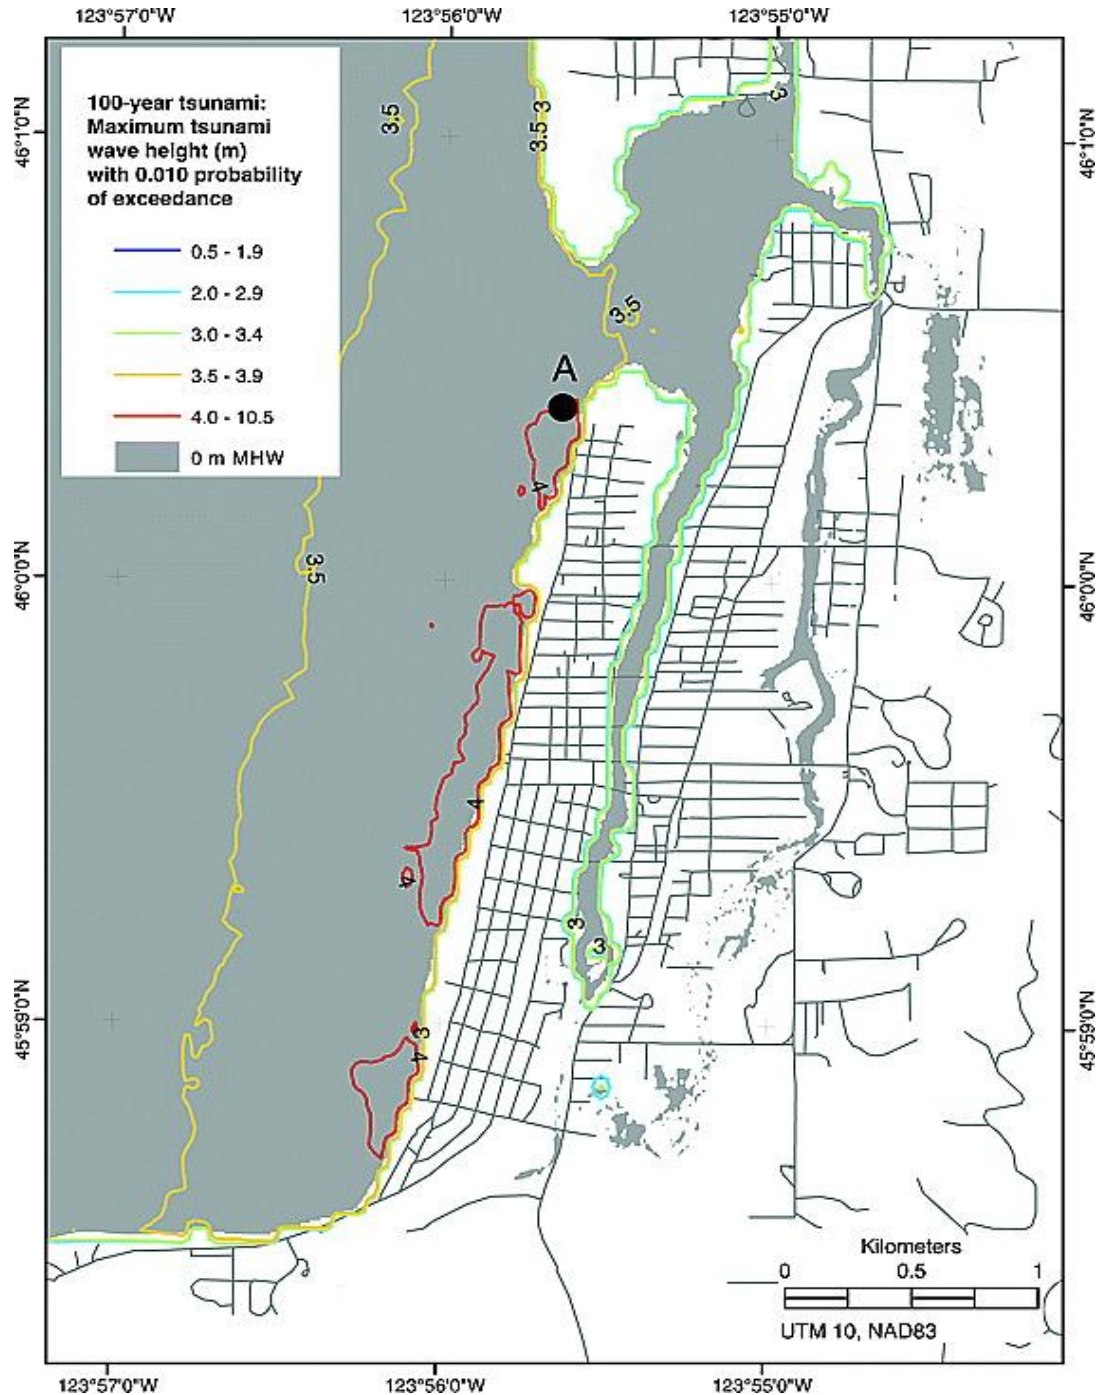 123°57'0"W 123°56'0"W 123°55'0"W
100-year tsunami:
Maximum tsunami
wave height (m)
with 0.010 probability
of exceedance
0.5 - 1.9
2.0 - 2.9
3.0 - 3.4
3.5 - 3.9
4.0 - 10.5
0 m MHW
46°1'0"N
46°1'0"N
3.5
3
3.5
3
3.5
A
4
46°0'0"N
3.5
46°0'0"N
4
4
3
3
45°59'0"N
3
4
45°59'0"N
Kilometers
0 0.5 1
UTM 10, NAD83
123°57'0"W 123°56'0"W 123°55'0"W